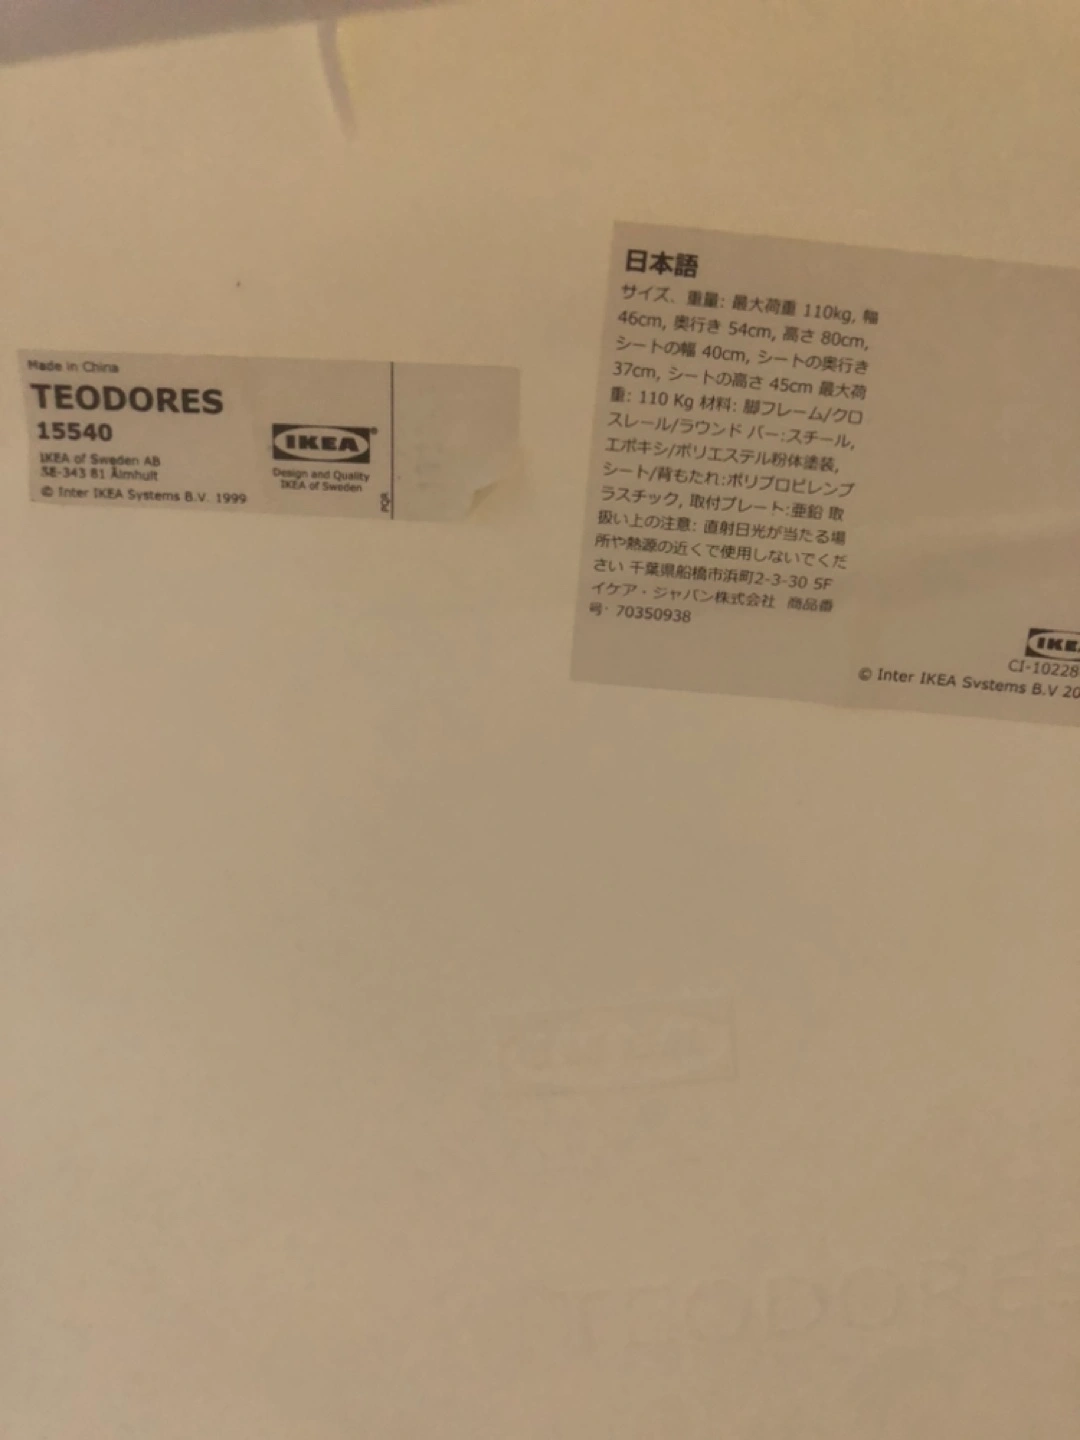 Made in China
TEODORES
15540
IKEA of Sweden AB
SE-343 81 Älmhult
© Inter IKEA Systems B.V. 1999
IKEA®
Design and Quality
IKEA of Sweden
PQA
日本語
サイズ、重量: 最大荷重 110kg, 幅
46cm, 奥行き 54cm, 高さ 80cm,
シートの幅 40cm, シートの奥行き
37cm, シートの高さ 45cm 最大荷
重: 110 Kg 材料: 脚フレーム/クロ
スレール/ラウンド バー:スチール,
エポキシ/ポリエステル粉体塗装,
シート/背もたれ:ポリプロピレンプ
ラスチック, 取付プレート:亜鉛 取
扱い上の注意: 直射日光が当たる場
所や熱源の近くで使用しないでくだ
さい 千葉県船橋市浜町2-3-30 5F
イケア・ジャパン株式会社 商品番
号: 70350938
IKEA
CI-10228
© Inter IKEA Systems B.V 20